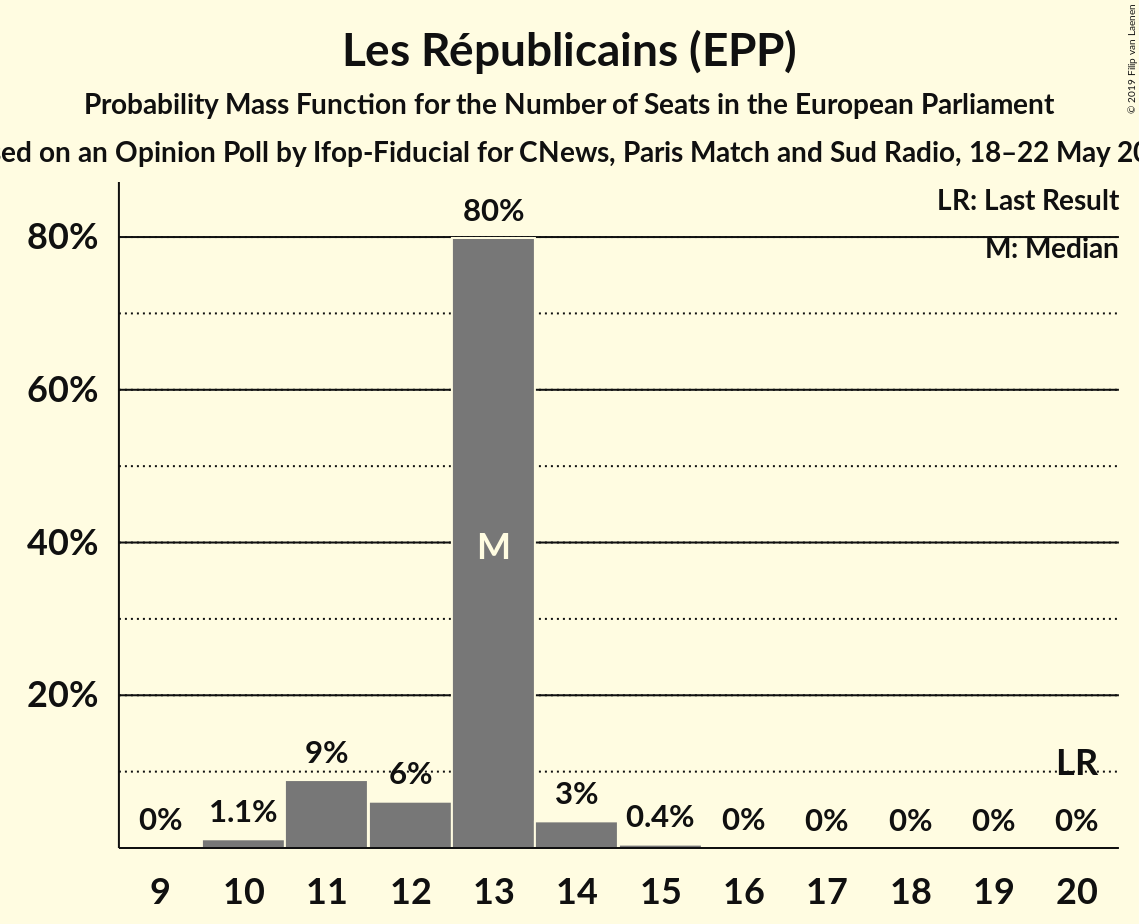 © 2019 Filip van Laenen
Les Républicains (EPP)
Probability Mass Function for the Number of Seats in the European Parliament
on an Opinion Poll by Ifop-Fiducial for CNews, Paris Match and Sud Radio, 18–22 May
LR: Last Result
M: Median
80%
60%
40%
20%
0%
1.1%
9%
6%
80%
M
3%
0.4%
0%
0%
0%
0%
LR
0%
9 10 11 12 13 14 15 16 17 18 19 20